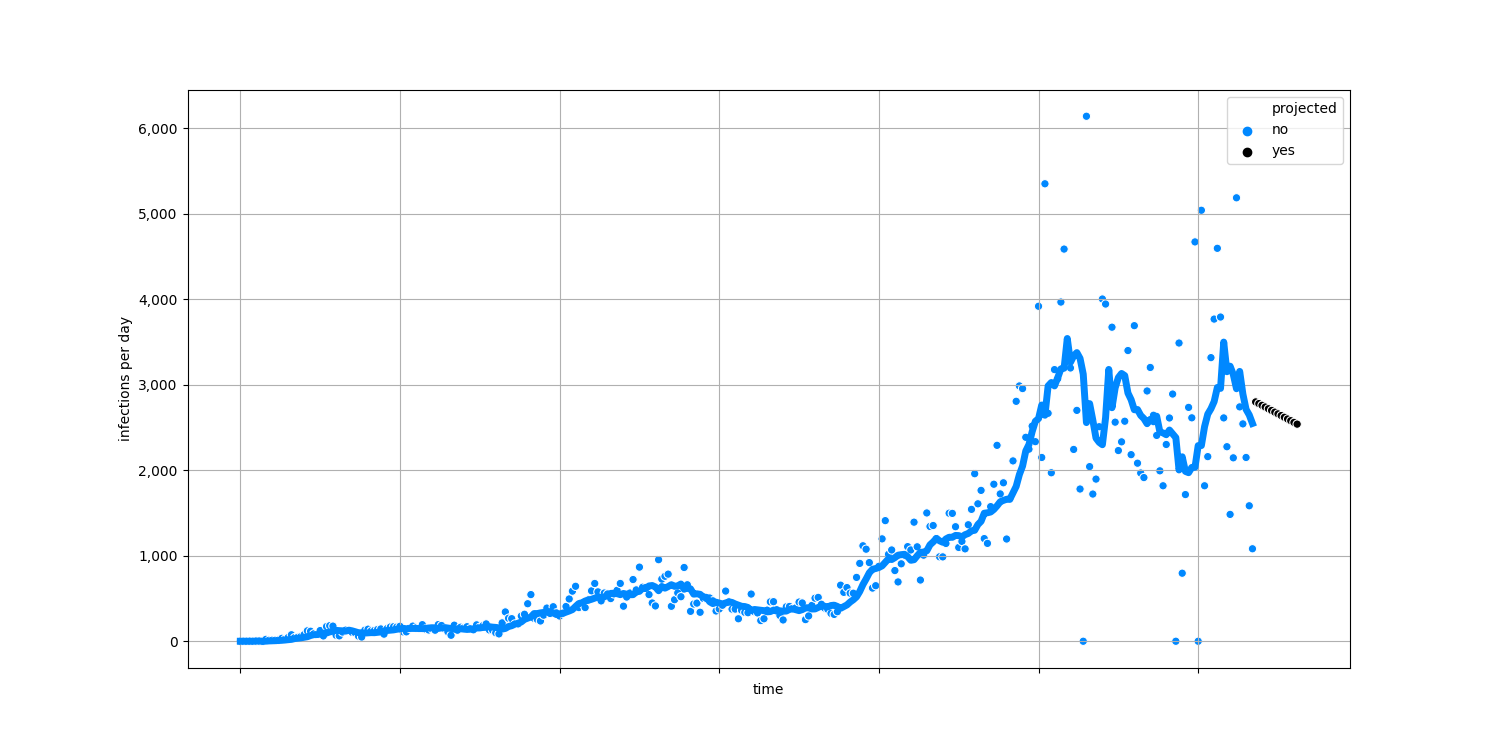 projected
no
yes
6,000
5,000
4,000
3,000
2,000
1,000
0
infections per day
time